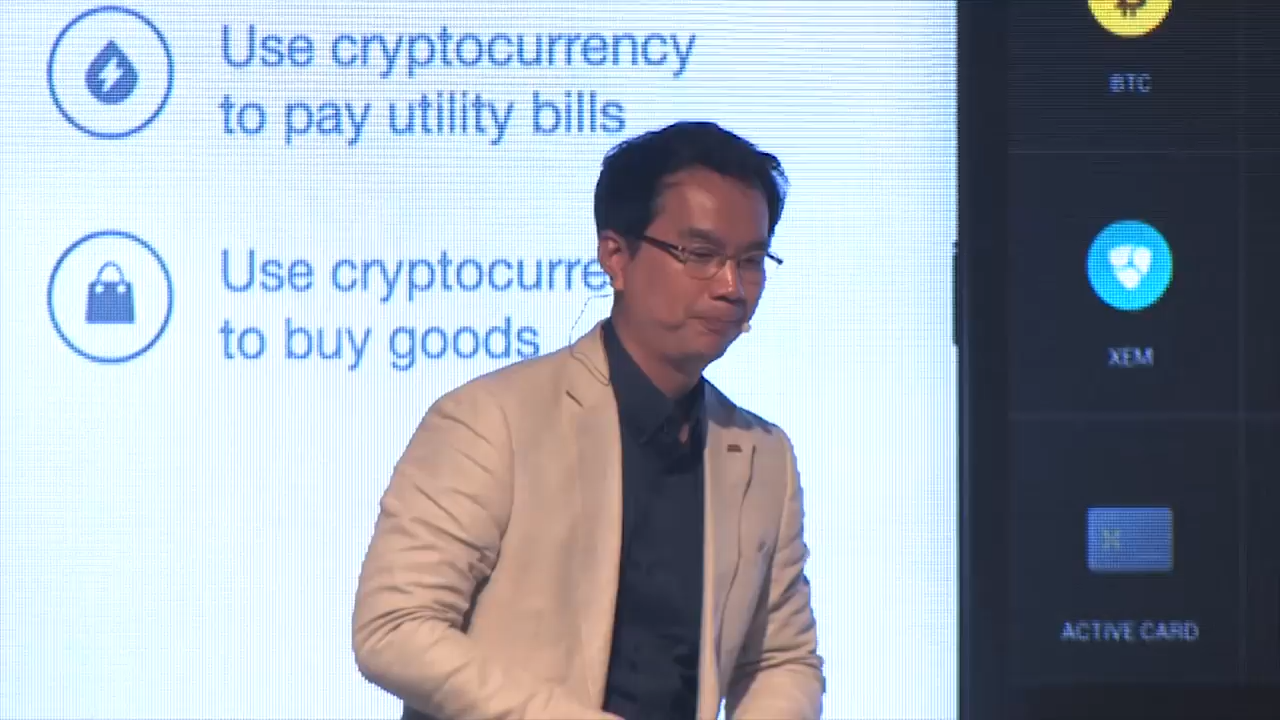 Use cryptocurrency
to pay utility bills
Use cryptocurre
to buy goods
BTC
XEM
ACTIVE CARD